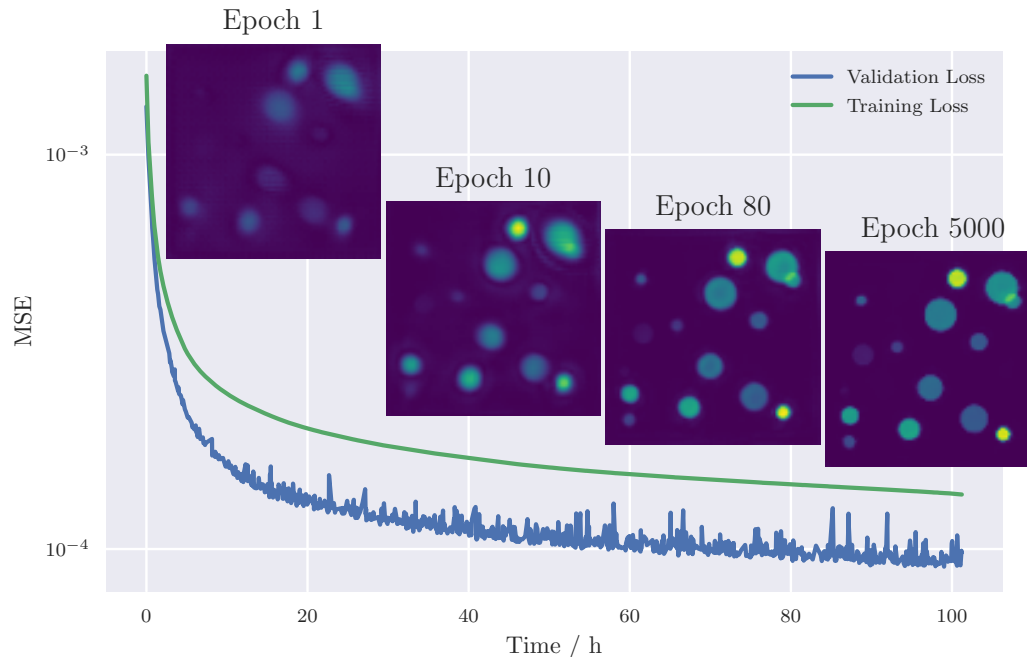 Epoch 1
Validation Loss
Training Loss
10⁻³
Epoch 10
Epoch 80
Epoch 5000
MSE
10⁻⁴
0
20
40
60
80
100
Time / h